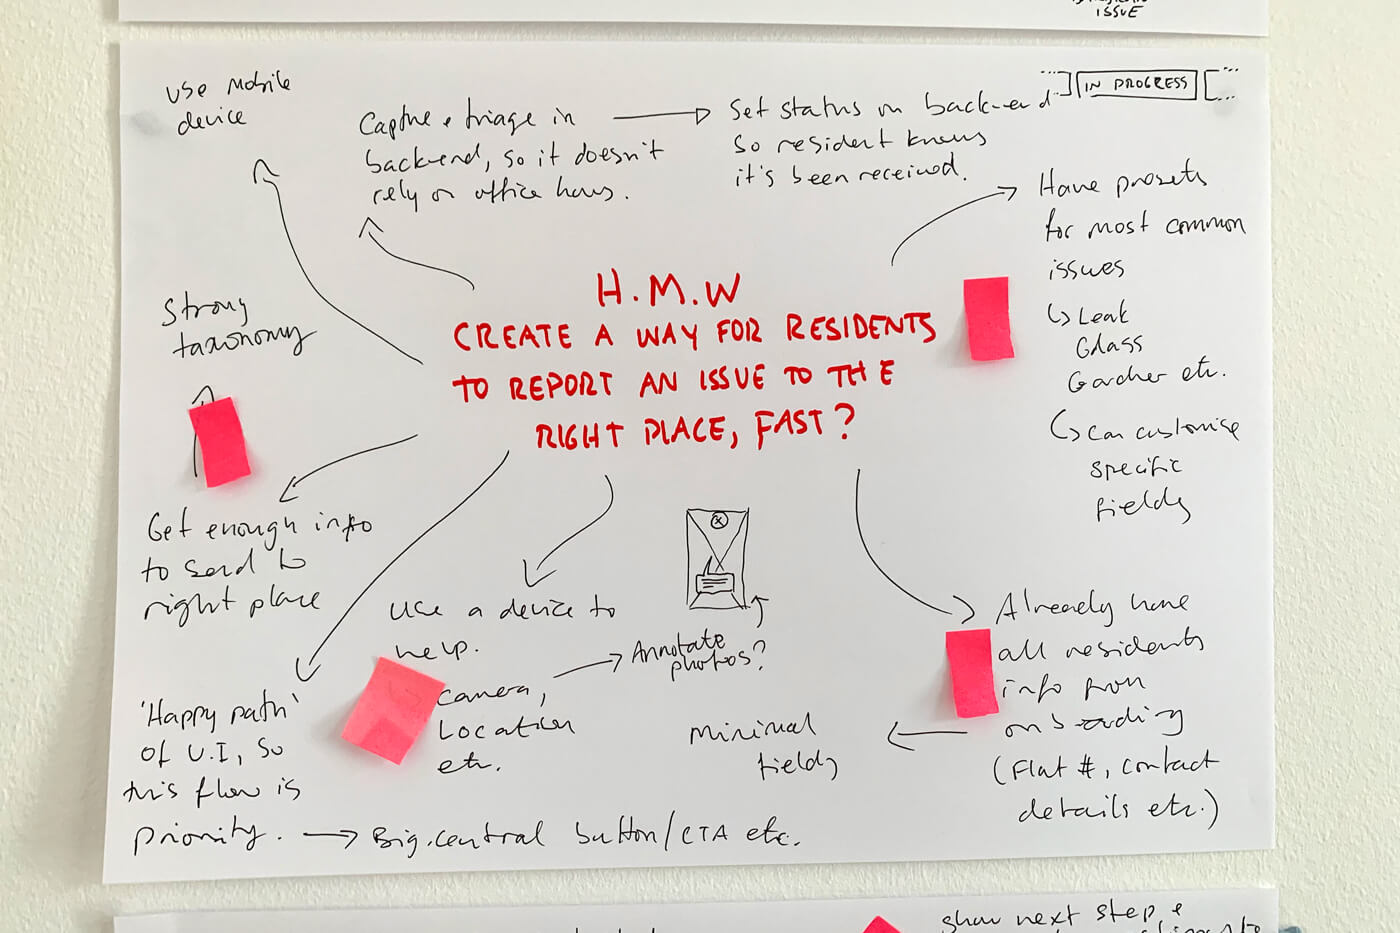 ISSUE
Use mobile
device
Capture + triage in
backend, so it doesn't
rely on office hours.
Set status on back-end
so resident knows
it's been received.
IN PROGRESS
Have presets
for most common
issues
Leak
Glass
Gardner etc.
Can customise
specific
fields
Strong
taxonomy
H.M.W
CREATE A WAY FOR RESIDENTS
TO REPORT AN ISSUE TO THE
RIGHT PLACE, FAST?
Get enough info
to send to
right place
'Happy path'
of U.I, so
this flow is
priority.
Big, central button/CTA etc.
Use a device to
help.
Camera,
Location
etc.
Annotate
photos?
Already have
all residents
info from
onboarding
(Flat #, contact
details etc.)
Minimal
fields
show next step &